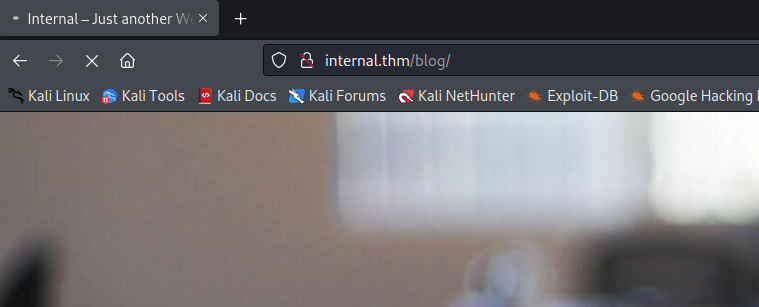 Internal – Just another Wo
internal.thm/blog/
Kali Linux Kali Tools Kali Docs Kali Forums Kali NetHunter Exploit-DB Google Hacking